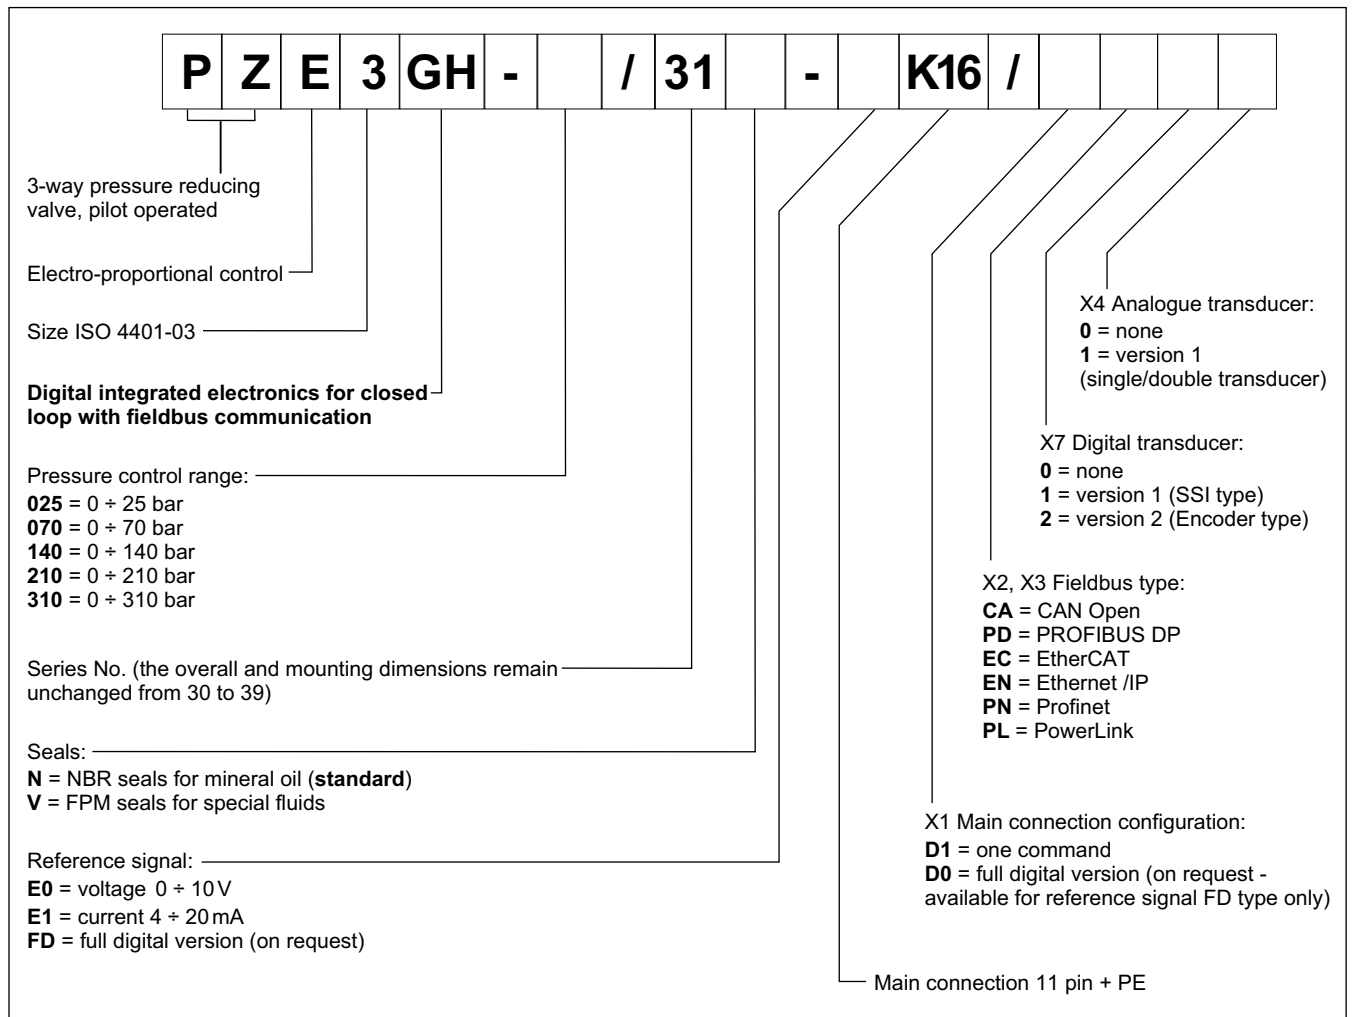 P Z E 3 GH - / 31 - K16 /
3-way pressure reducing
valve, pilot operated
Electro-proportional control
Size ISO 4401-03
Digital integrated electronics for closed
loop with fieldbus communication
Pressure control range:
025 = 0 ÷ 25 bar
070 = 0 ÷ 70 bar
140 = 0 ÷ 140 bar
210 = 0 ÷ 210 bar
310 = 0 ÷ 310 bar
Series No. (the overall and mounting dimensions remain
unchanged from 30 to 39)
Seals:
N = NBR seals for mineral oil (standard)
V = FPM seals for special fluids
Reference signal:
E0 = voltage 0 ÷ 10 V
E1 = current 4 ÷ 20 mA
FD = full digital version (on request)
X4 Analogue transducer:
0 = none
1 = version 1
(single/double transducer)
X7 Digital transducer:
0 = none
1 = version 1 (SSI type)
2 = version 2 (Encoder type)
X2, X3 Fieldbus type:
CA = CAN Open
PD = PROFIBUS DP
EC = EtherCAT
EN = Ethernet /IP
PN = Profinet
PL = PowerLink
X1 Main connection configuration:
D1 = one command
D0 = full digital version (on request -
available for reference signal FD type only)
Main connection 11 pin + PE